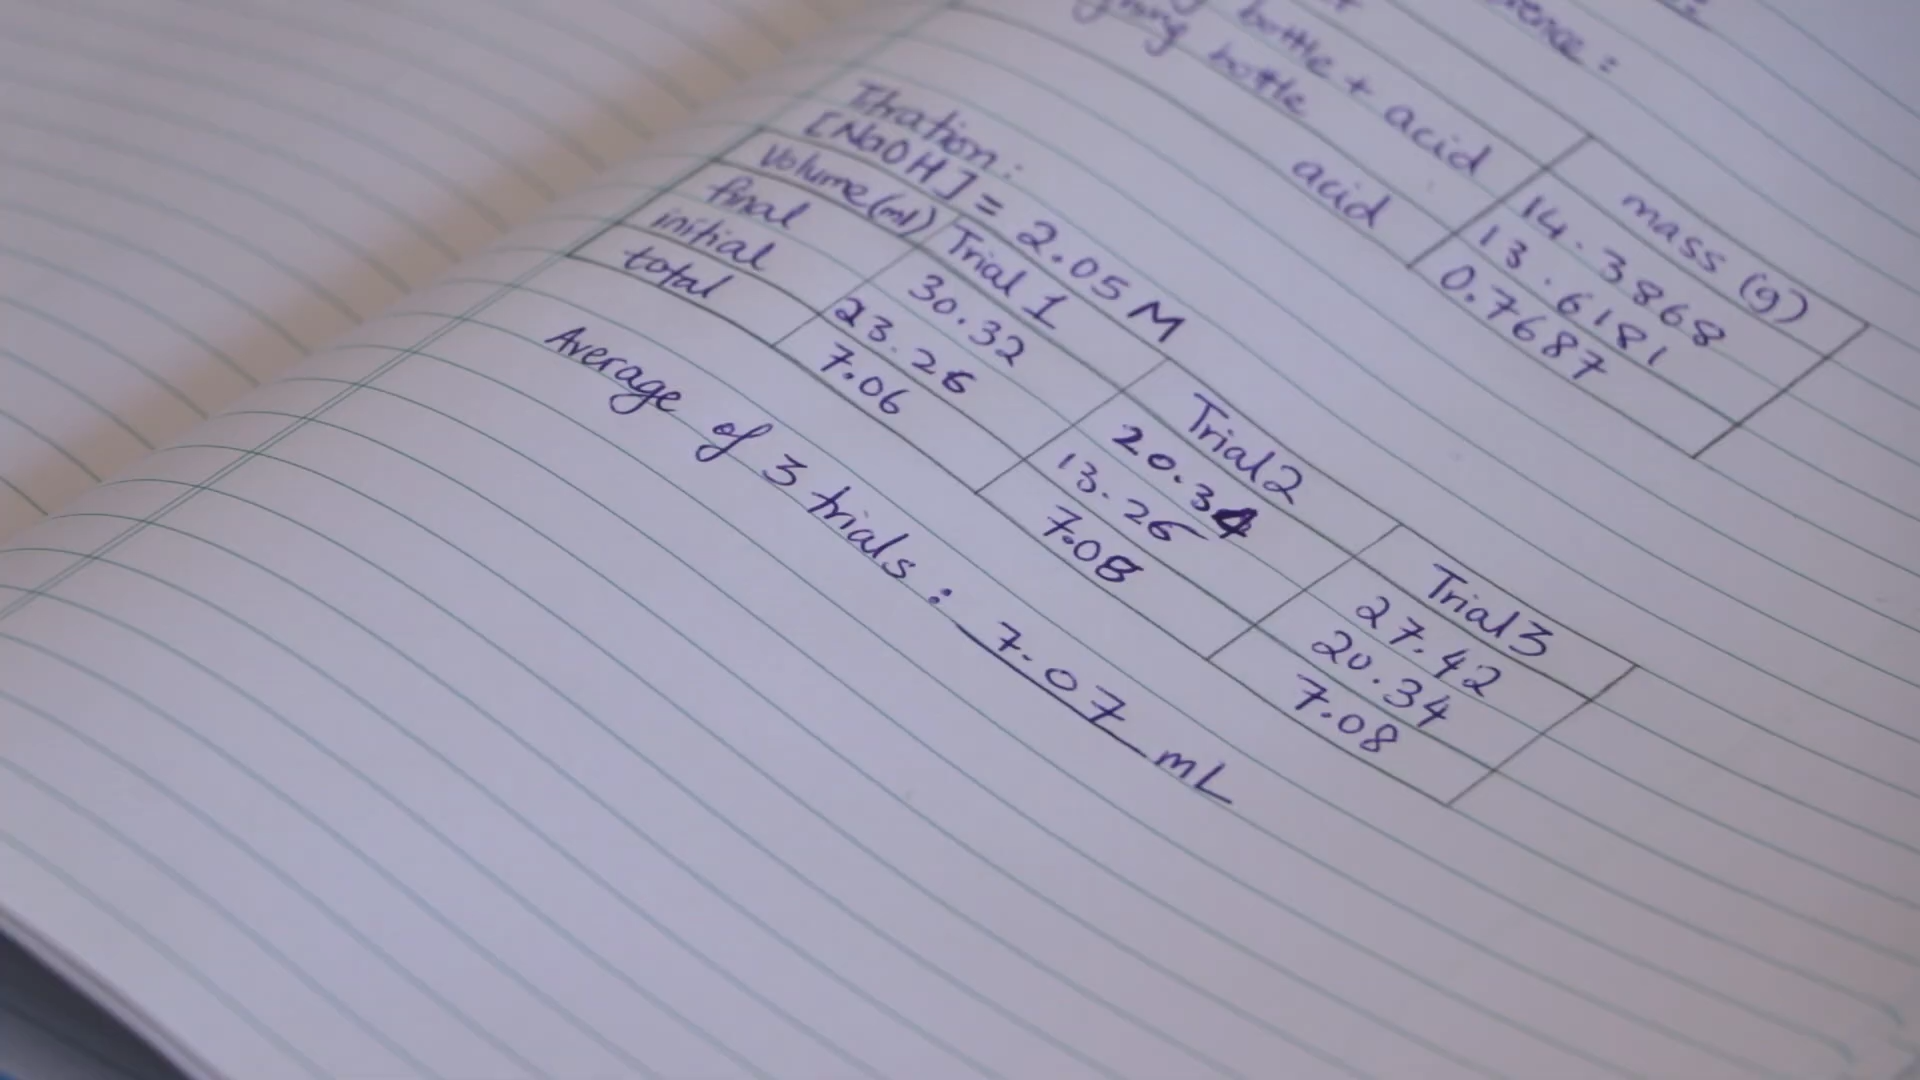 bottle + acid
bottle
acid
mass (g)
14.3868
13.6181
0.7687
Titration:
[NaOH] = 2.05 M
Volume (ml) Trial 1 Trial 2 Trial 3
final 30.32 20.34 27.42
initial 23.26 13.26 20.34
total 7.06 7.08 7.08
Average of 3 trials: 7.07 mL